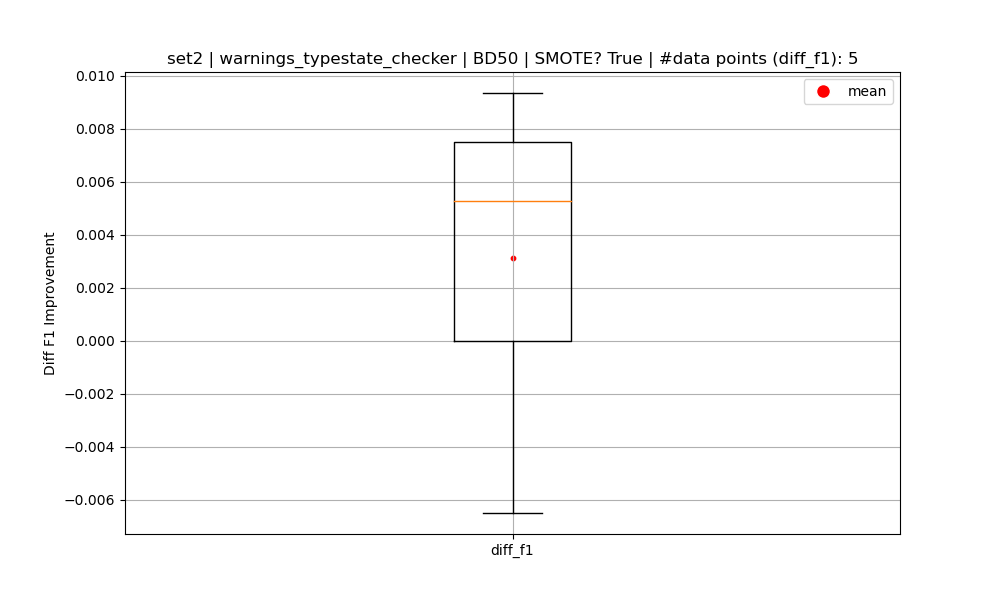 set2 | warnings_typestate_checker | BD50 | SMOTE? True | #data points (diff_f1): 5
mean
0.010
0.008
0.006
0.004
0.002
0.000
−0.002
−0.004
−0.006
Diff F1 Improvement
diff_f1